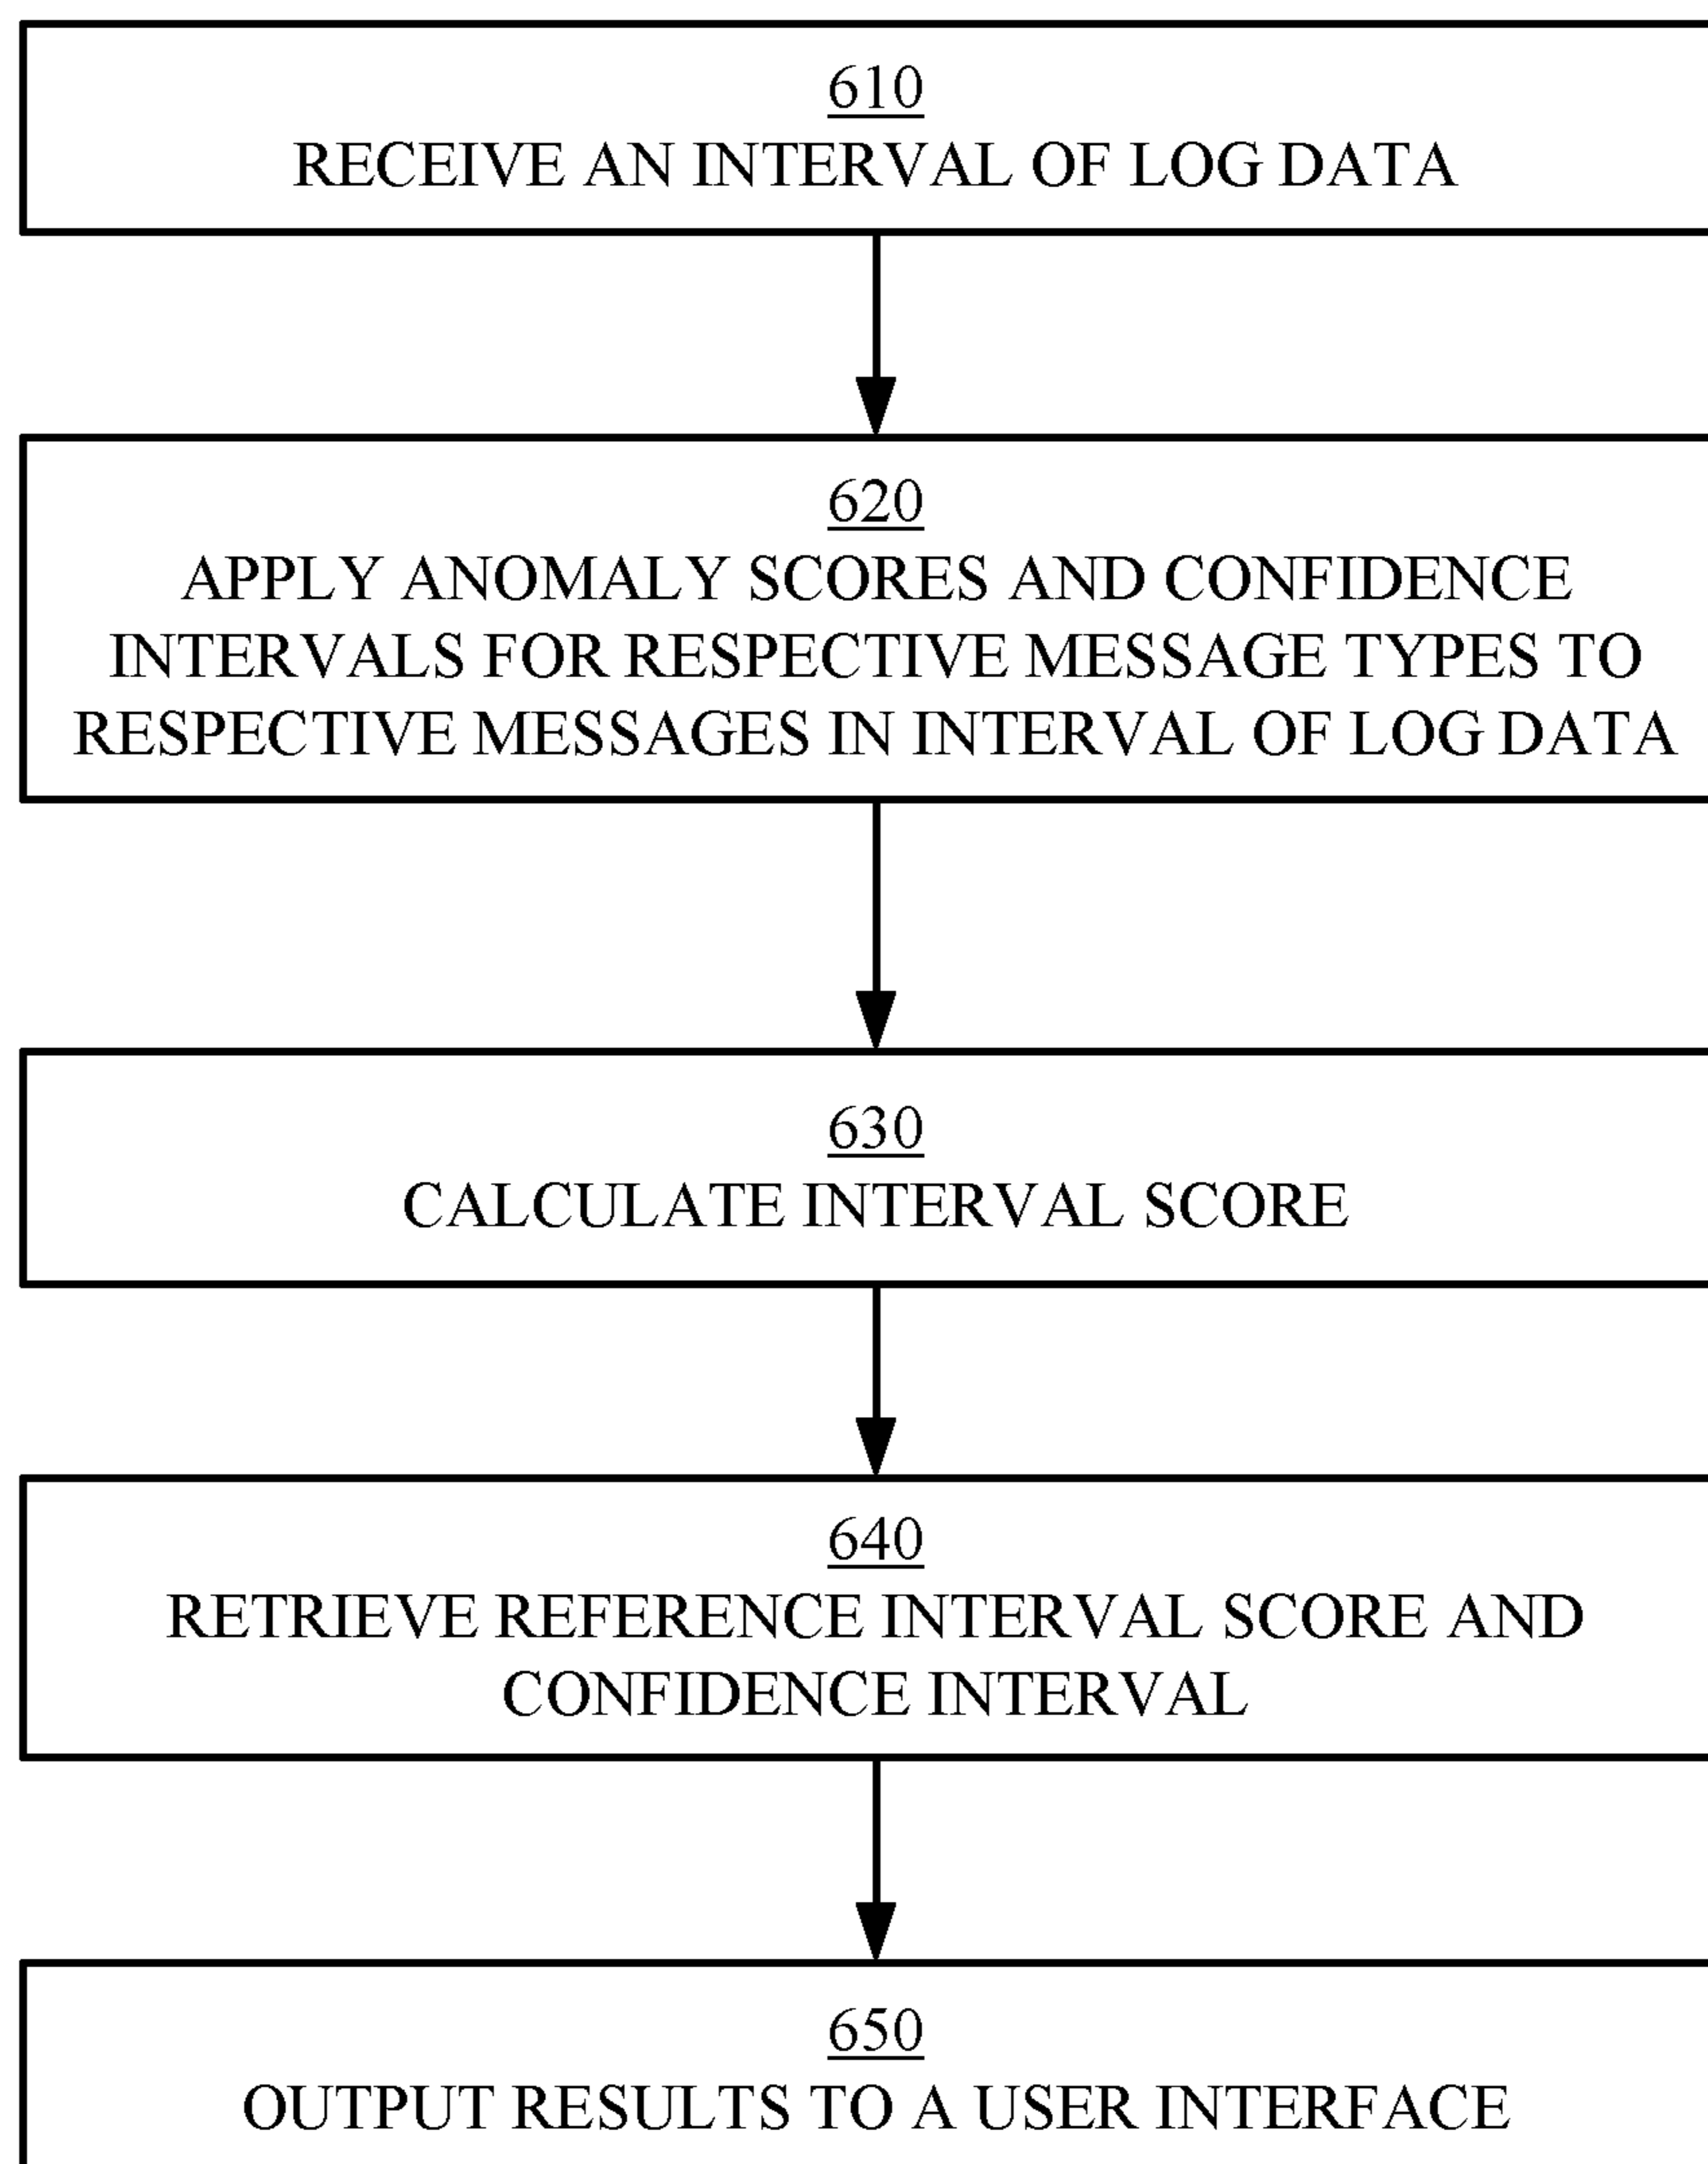 610
RECEIVE AN INTERVAL OF LOG DATA
620
APPLY ANOMALY SCORES AND CONFIDENCE
INTERVALS FOR RESPECTIVE MESSAGE TYPES TO
RESPECTIVE MESSAGES IN INTERVAL OF LOG DATA
630
CALCULATE INTERVAL SCORE
640
RETRIEVE REFERENCE INTERVAL SCORE AND
CONFIDENCE INTERVAL
650
OUTPUT RESULTS TO A USER INTERFACE